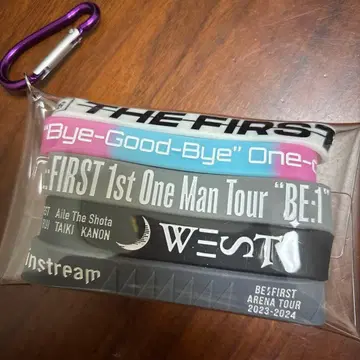 THE FIRST
"Bye-Good-Bye" One-
E:FIRST 1st One Man Tour "BE:1"
Aile The Shota
TAIKI KANON
WEST
instream
BE:FIRST
ARENA TOUR
2023-2024